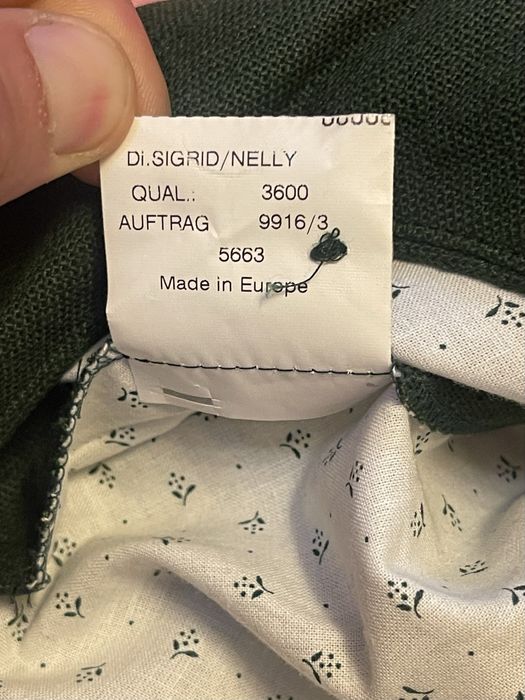 Di.SIGRID/NELLY
QUAL.: 3600
AUFTRAG 9916/3
5663
Made in Europe